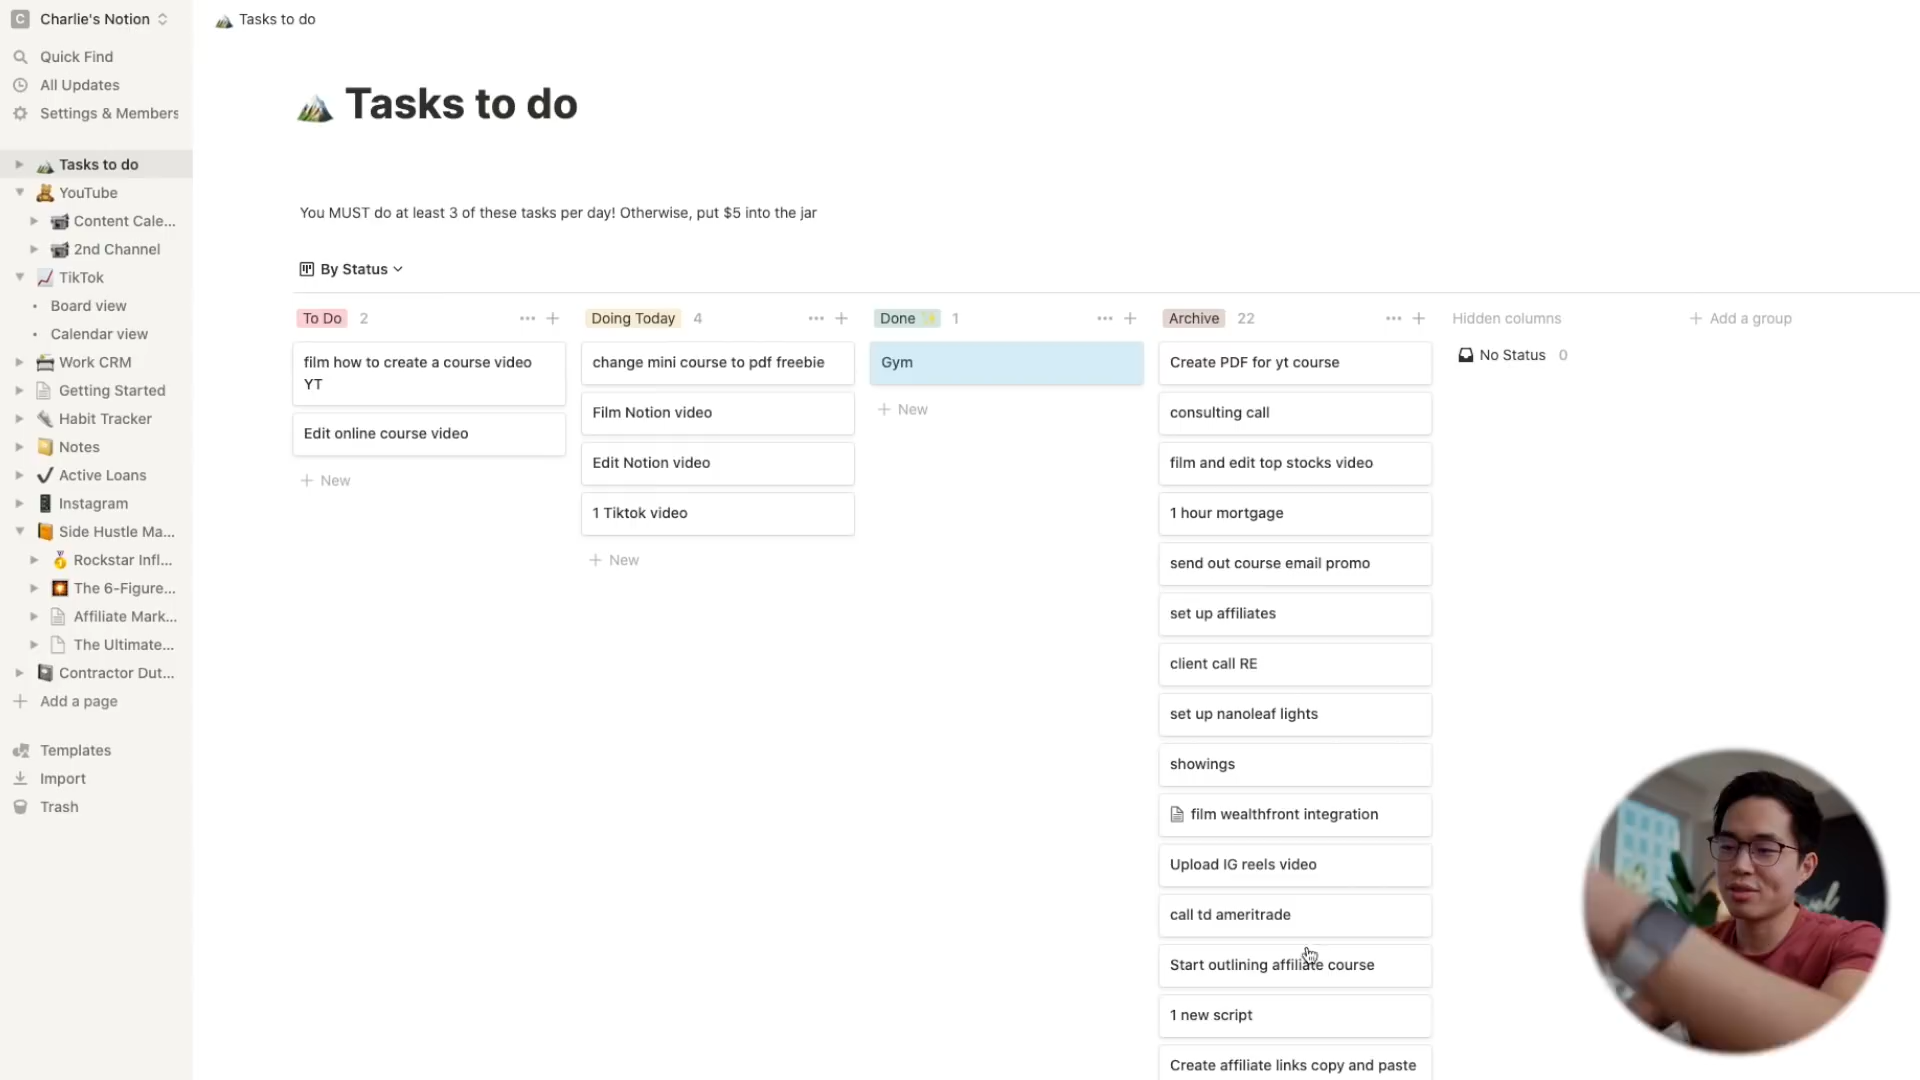 Charlie's Notion
Tasks to do
Quick Find
All Updates
Settings & Members
Tasks to do
YouTube
Content Cale...
2nd Channel
TikTok
Board view
Calendar view
Work CRM
Getting Started
Habit Tracker
Notes
Active Loans
Instagram
Side Hustle Ma...
Rockstar Infl...
The 6-Figure...
Affiliate Mark...
The Ultimate...
Contractor Dut...
Add a page
Templates
Import
Trash
Tasks to do
You MUST do at least 3 of these tasks per day! Otherwise, put $5 into the jar
By Status
To Do 2
film how to create a course video
YT
Edit online course video
New
Doing Today 4
change mini course to pdf freebie
Film Notion video
Edit Notion video
1 Tiktok video
New
Done 1
Gym
New
Archive 22
Create PDF for yt course
consulting call
film and edit top stocks video
1 hour mortgage
send out course email promo
set up affiliates
client call RE
set up nanoleaf lights
showings
film wealthfront integration
Upload IG reels video
call td ameritrade
Start outlining affiliate course
1 new script
Create affiliate links copy and paste
Hidden columns
No Status 0
Add a group